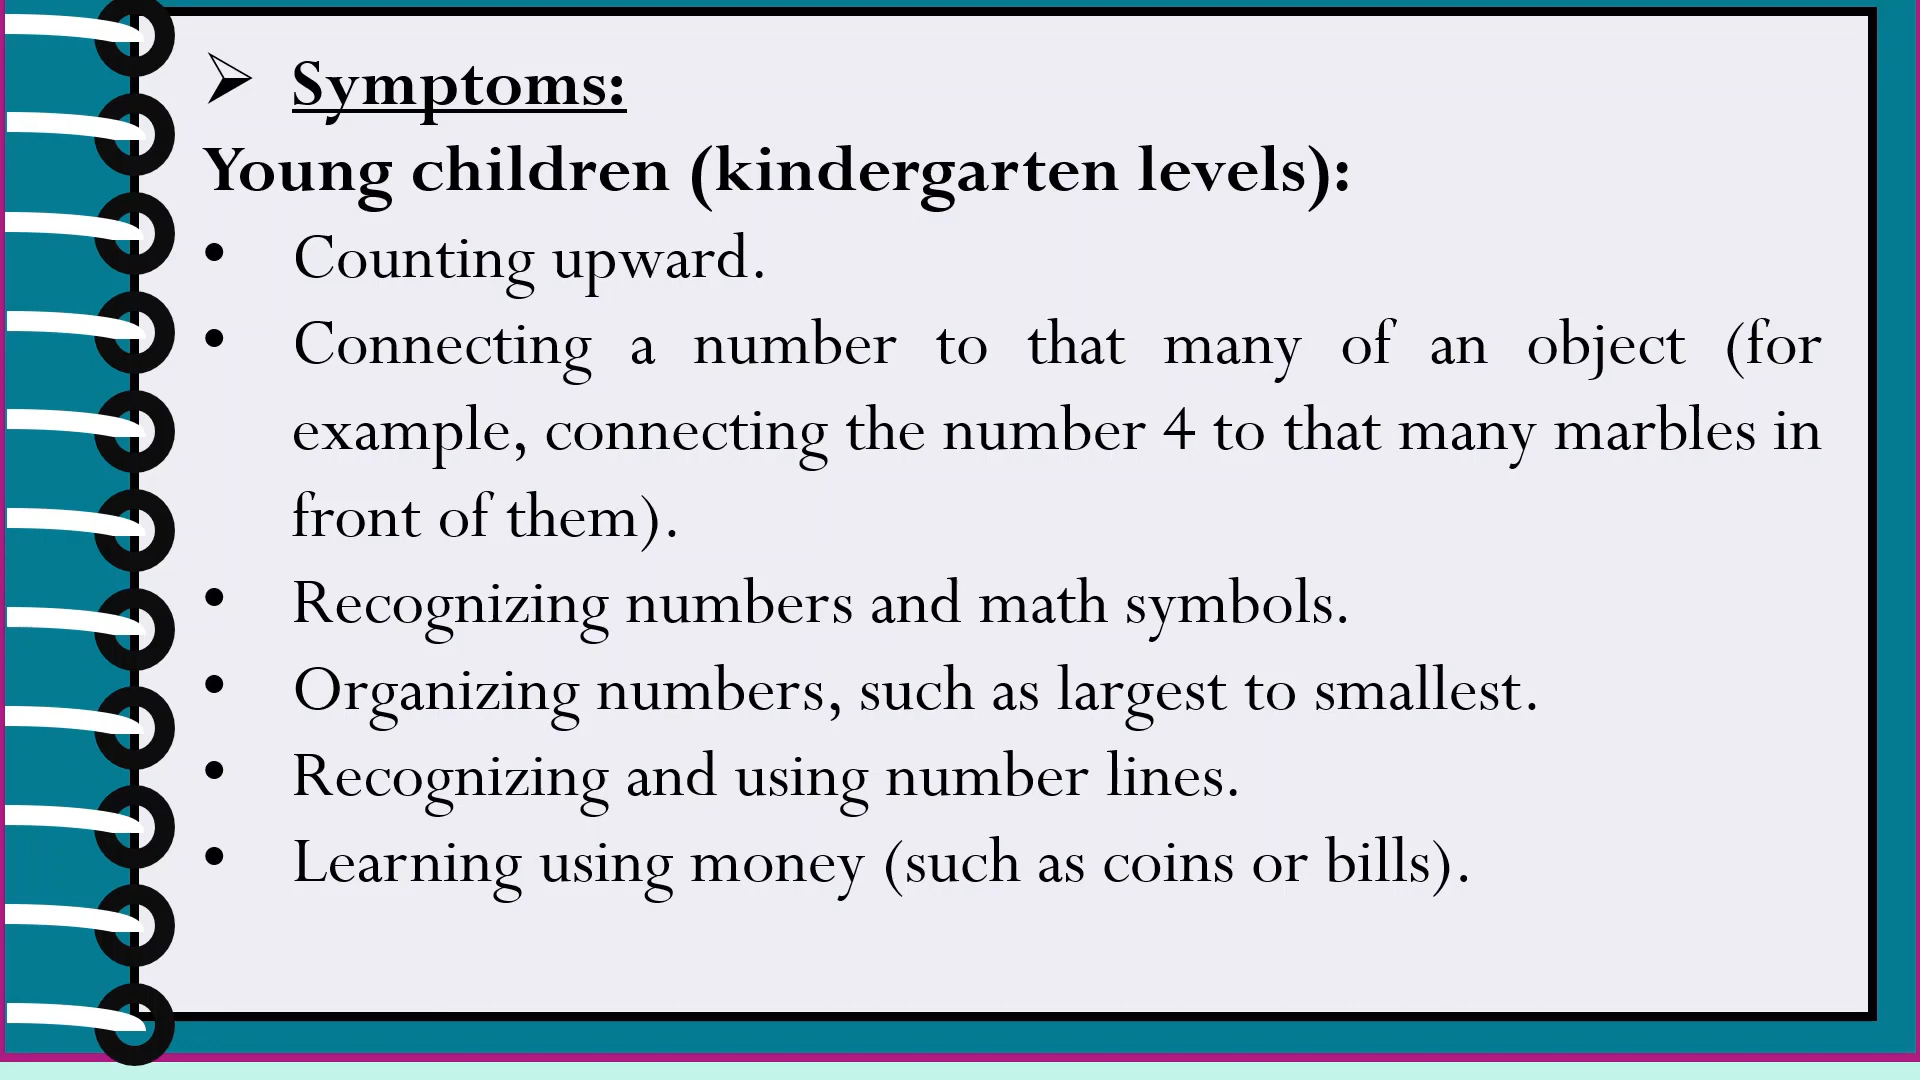 ➢ Symptoms:
Young children (kindergarten levels):
• Counting upward.
• Connecting a number to that many of an object (for
example, connecting the number 4 to that many marbles in
front of them).
• Recognizing numbers and math symbols.
• Organizing numbers, such as largest to smallest.
• Recognizing and using number lines.
• Learning using money (such as coins or bills).